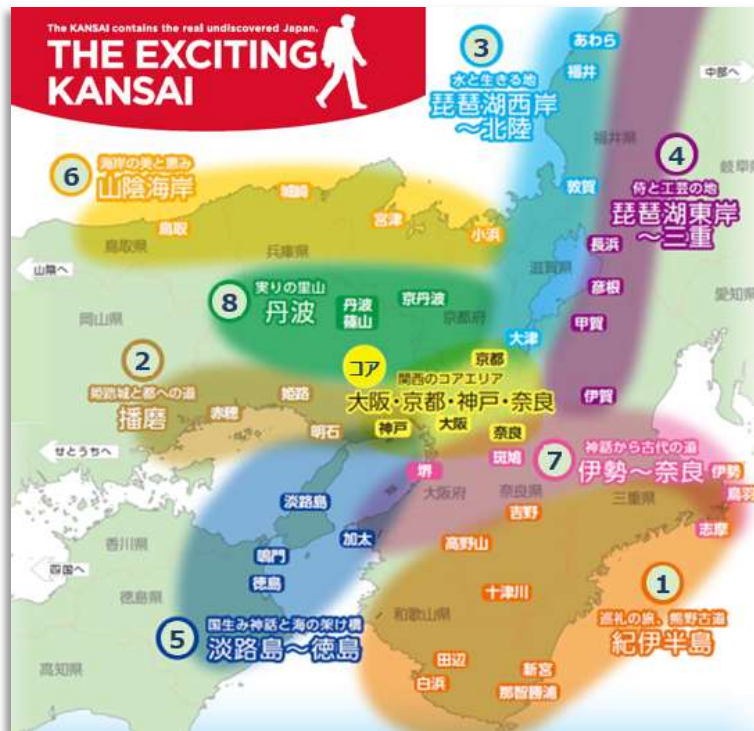 The KANSAI contains the real undiscovered Japan.
THE EXCITING
KANSAI
3
水と生きる地
琵琶湖西岸
～北陸
あわら
福井
中部へ
福井県
4
侍と工芸の地
琵琶湖東岸
～三重
岐阜県
6
海岸の美と恵み
山陰海岸
城崎
鳥取
宮津
小浜
敦賀
鳥取県
兵庫県
山陰へ
長浜
滋賀県
彦根
愛知県
8
実りの里山
丹波
丹波
篠山
京丹波
京都府
甲賀
岡山県
大津
2
姫路城と都への道
播磨
コア
京都
関西のコアエリア
大阪・京都・神戸・奈良
姫路
赤穂
伊賀
明石
神戸
大阪
奈良
せとうちへ
斑鳩
7
神話から古代の道
伊勢～奈良
堺
伊勢
鳥羽
大阪府
奈良県
三重県
淡路島
吉野
志摩
加太
高野山
香川県
鳴門
四国へ
徳島
徳島県
十津川
1
巡礼の旅、熊野古道
紀伊半島
和歌山県
5
国生み神話と海の架け橋
淡路島～徳島
高知県
田辺
白浜
新宮
那智勝浦